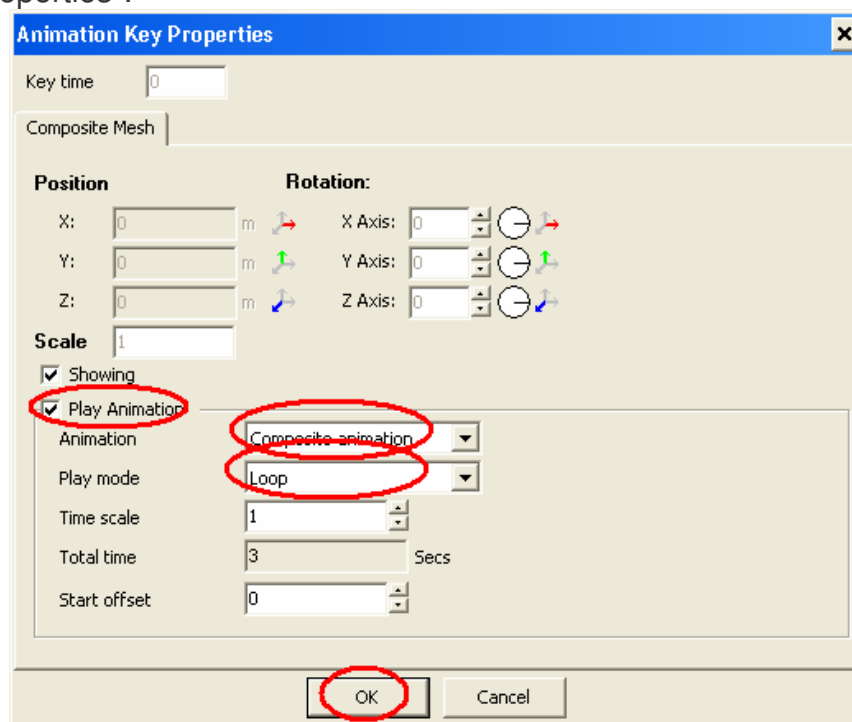 operties".
Animation Key Properties
Key time 0
Composite Mesh
Position Rotation:
X: 0 m X Axis: 0
Y: 0 m Y Axis: 0
Z: 0 m Z Axis: 0
Scale 1
Showing
Play Animation
Animation Composite animation
Play mode Loop
Time scale 1
Total time 3 Secs
Start offset 0
OK Cancel